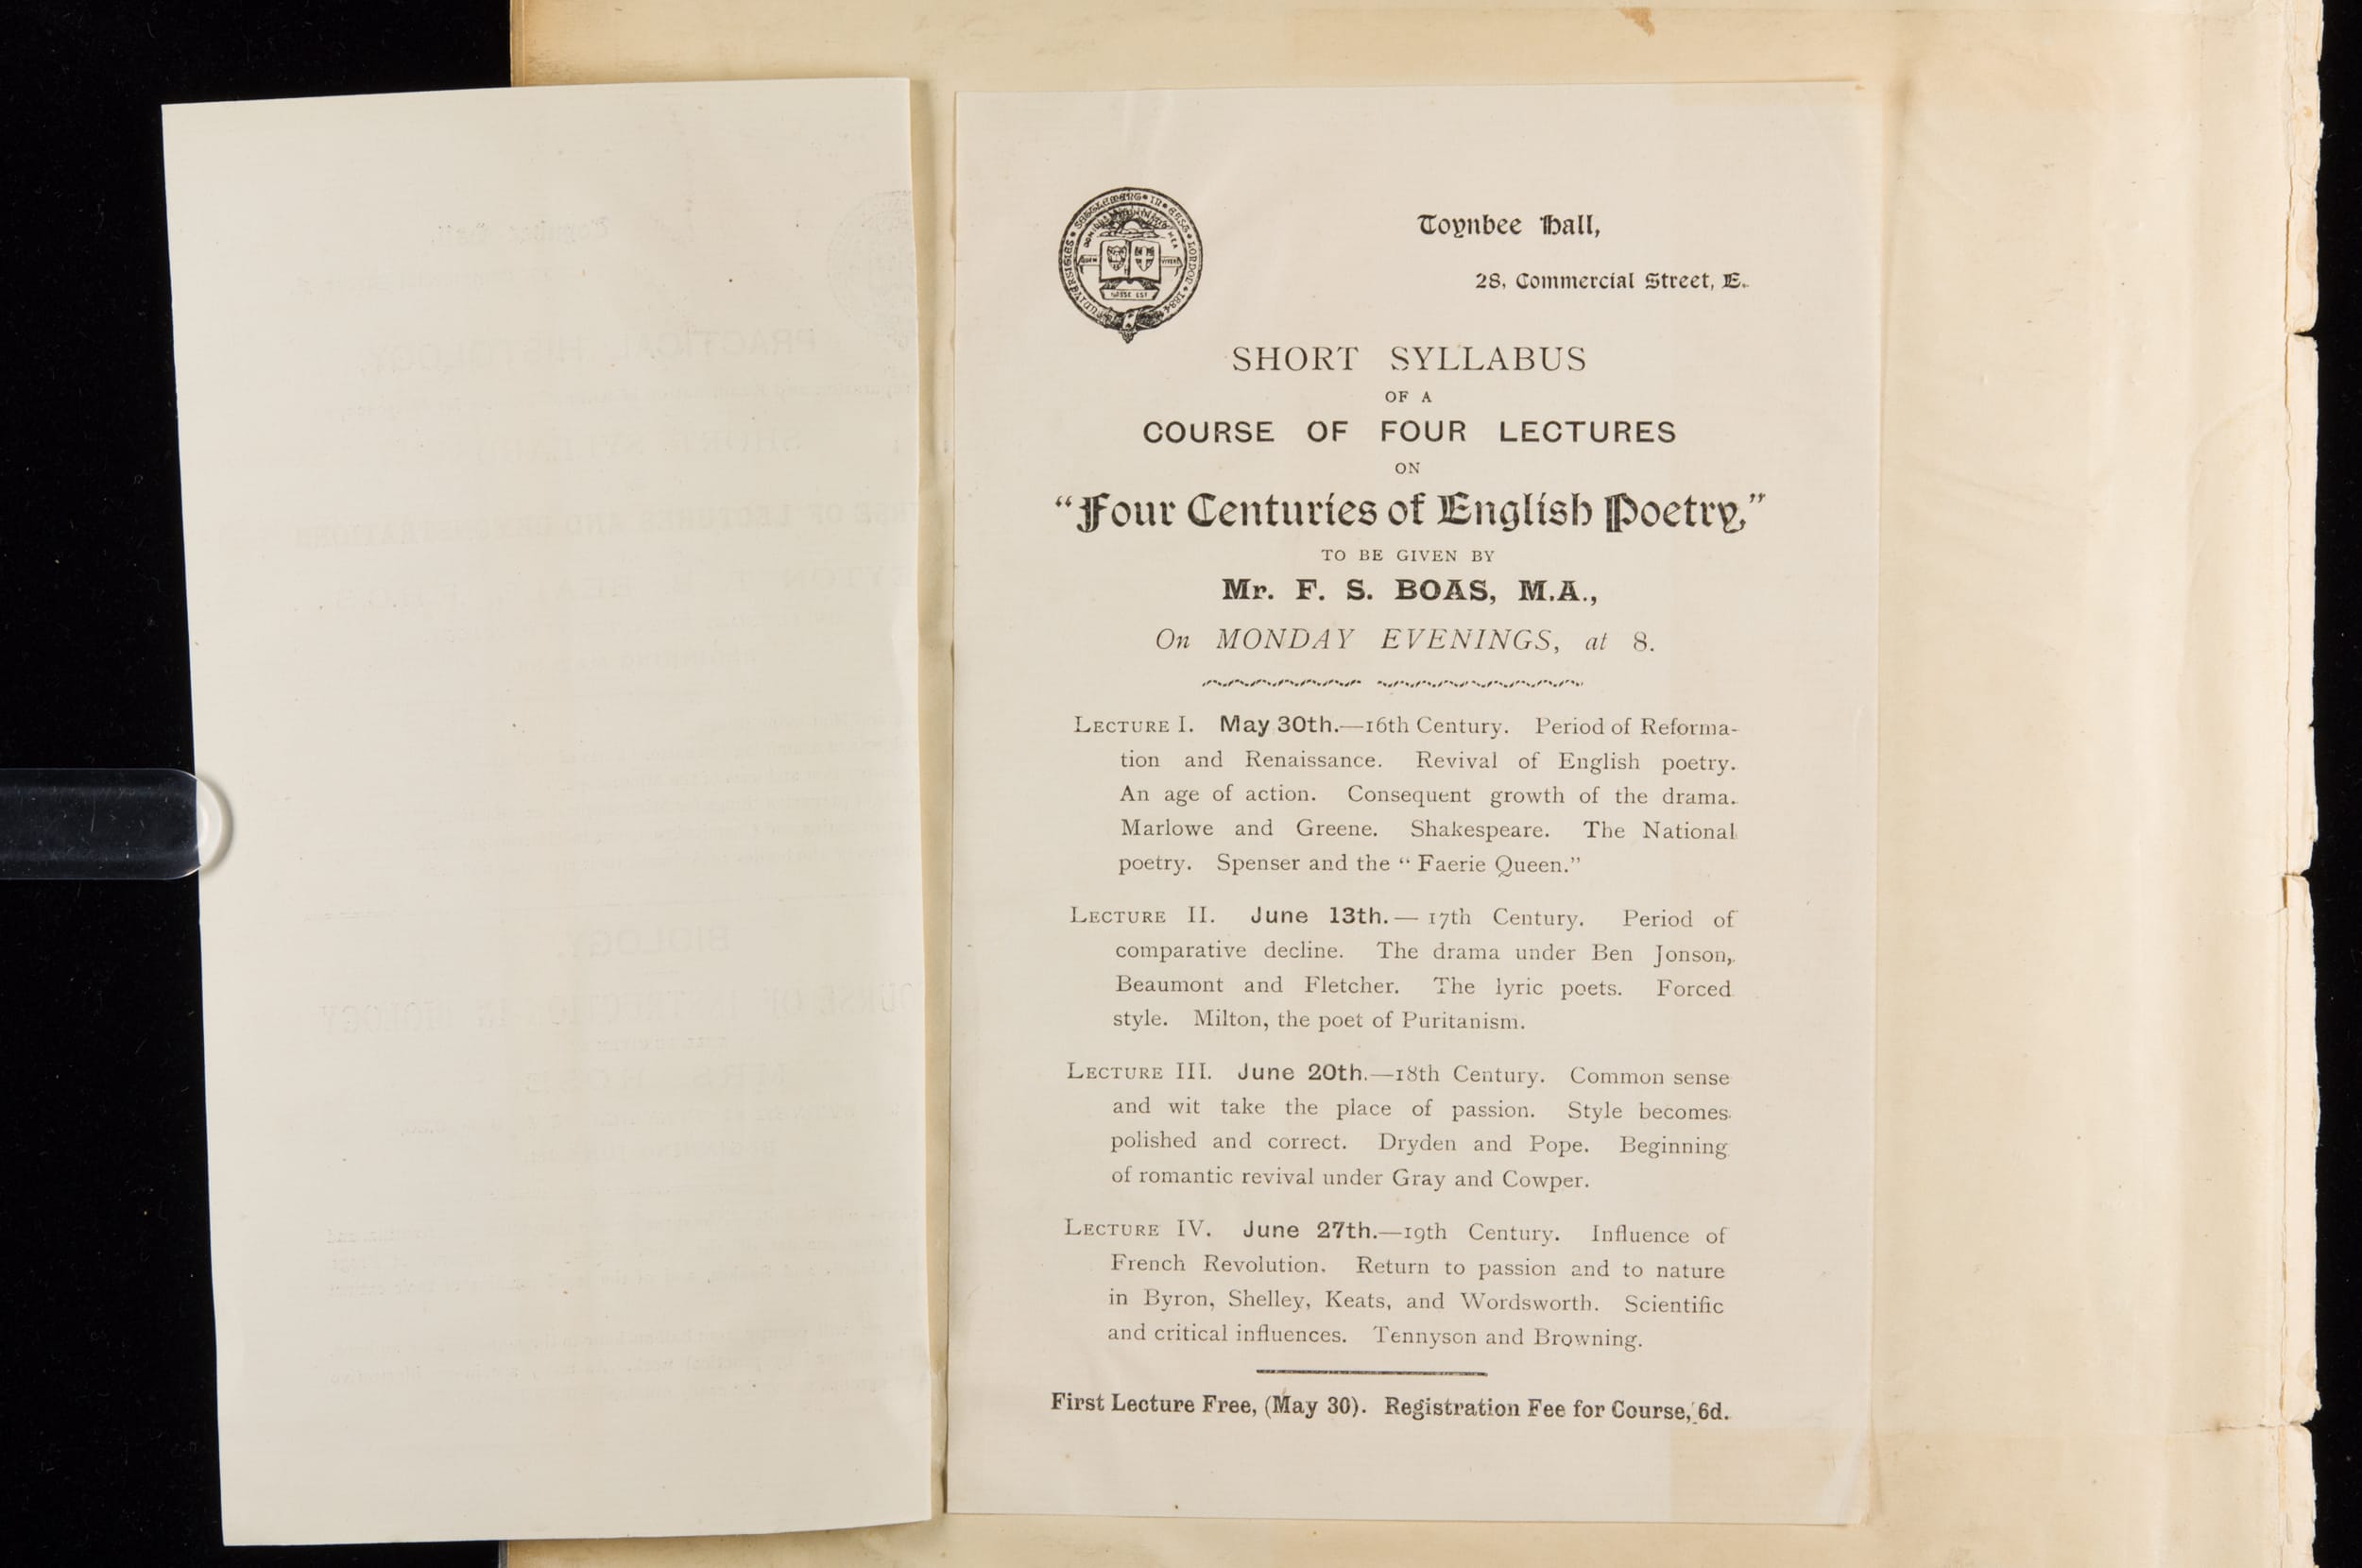 Toynbee Hall,
28, Commercial Street, E.
SHORT SYLLABUS
OF A
COURSE OF FOUR LECTURES
ON
“Four Centuries of English Poetry,”
TO BE GIVEN BY
Mr. F. S. BOAS, M.A.,
On MONDAY EVENINGS, at 8.
LECTURE I. May 30th.—16th Century. Period of Reforma-
tion and Renaissance. Revival of English poetry.
An age of action. Consequent growth of the drama.
Marlowe and Greene. Shakespeare. The National
poetry. Spenser and the “ Faerie Queen.”
LECTURE II. June 13th.— 17th Century. Period of
comparative decline. The drama under Ben Jonson,
Beaumont and Fletcher. The lyric poets. Forced
style. Milton, the poet of Puritanism.
LECTURE III. June 20th.—18th Century. Common sense
and wit take the place of passion. Style becomes
polished and correct. Dryden and Pope. Beginning
of romantic revival under Gray and Cowper.
LECTURE IV. June 27th.—19th Century. Influence of
French Revolution. Return to passion and to nature
in Byron, Shelley, Keats, and Wordsworth. Scientific
and critical influences. Tennyson and Browning.
First Lecture Free, (May 30). Registration Fee for Course, 6d.